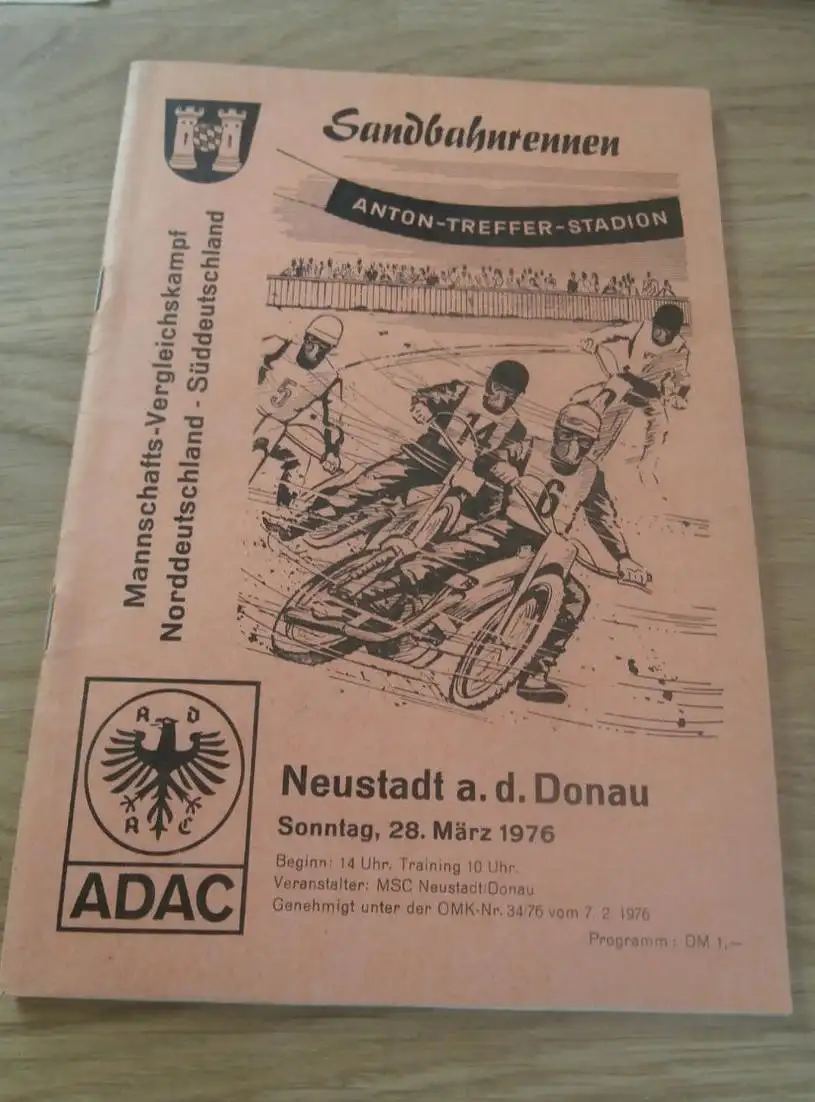 Sandbahnrennen
ANTON-TREFFER-STADION
Mannschafts-Vergleichskampf
Norddeutschland - Süddeutschland
5
14
6
A D
A C
ADAC
Neustadt a. d. Donau
Sonntag, 28. März 1976
Beginn: 14 Uhr. Training 10 Uhr.
Veranstalter: MSC Neustadt/Donau
Genehmigt unter der OMK-Nr. 34/76 vom 7. 2. 1976
Programm: DM 1,–